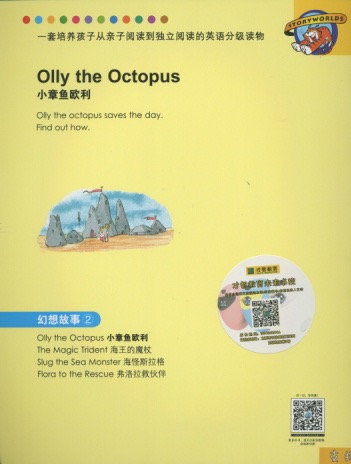 一套培养孩子从亲子阅读到独立阅读的英语分级读物
STORYWORLDS
Olly the Octopus
小章鱼欧利
Olly the octopus saves the day.
Find out how.
幻想故事②
Olly the Octopus 小章鱼欧利
The Magic Trident 海王的魔杖
Slug the Sea Monster 海怪斯拉格
Flora to the Rescue 弗洛拉救伙伴